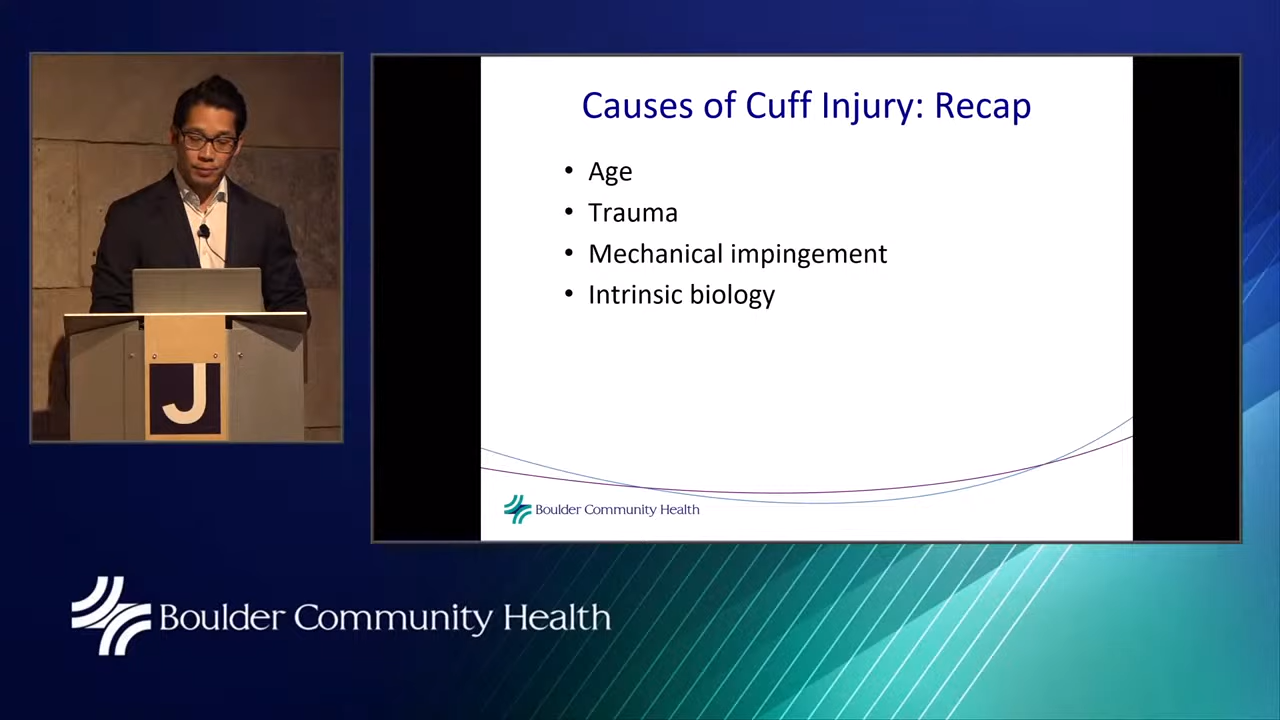 Causes of Cuff Injury: Recap
• Age
• Trauma
• Mechanical impingement
• Intrinsic biology
Boulder Community Health
J
Boulder Community Health